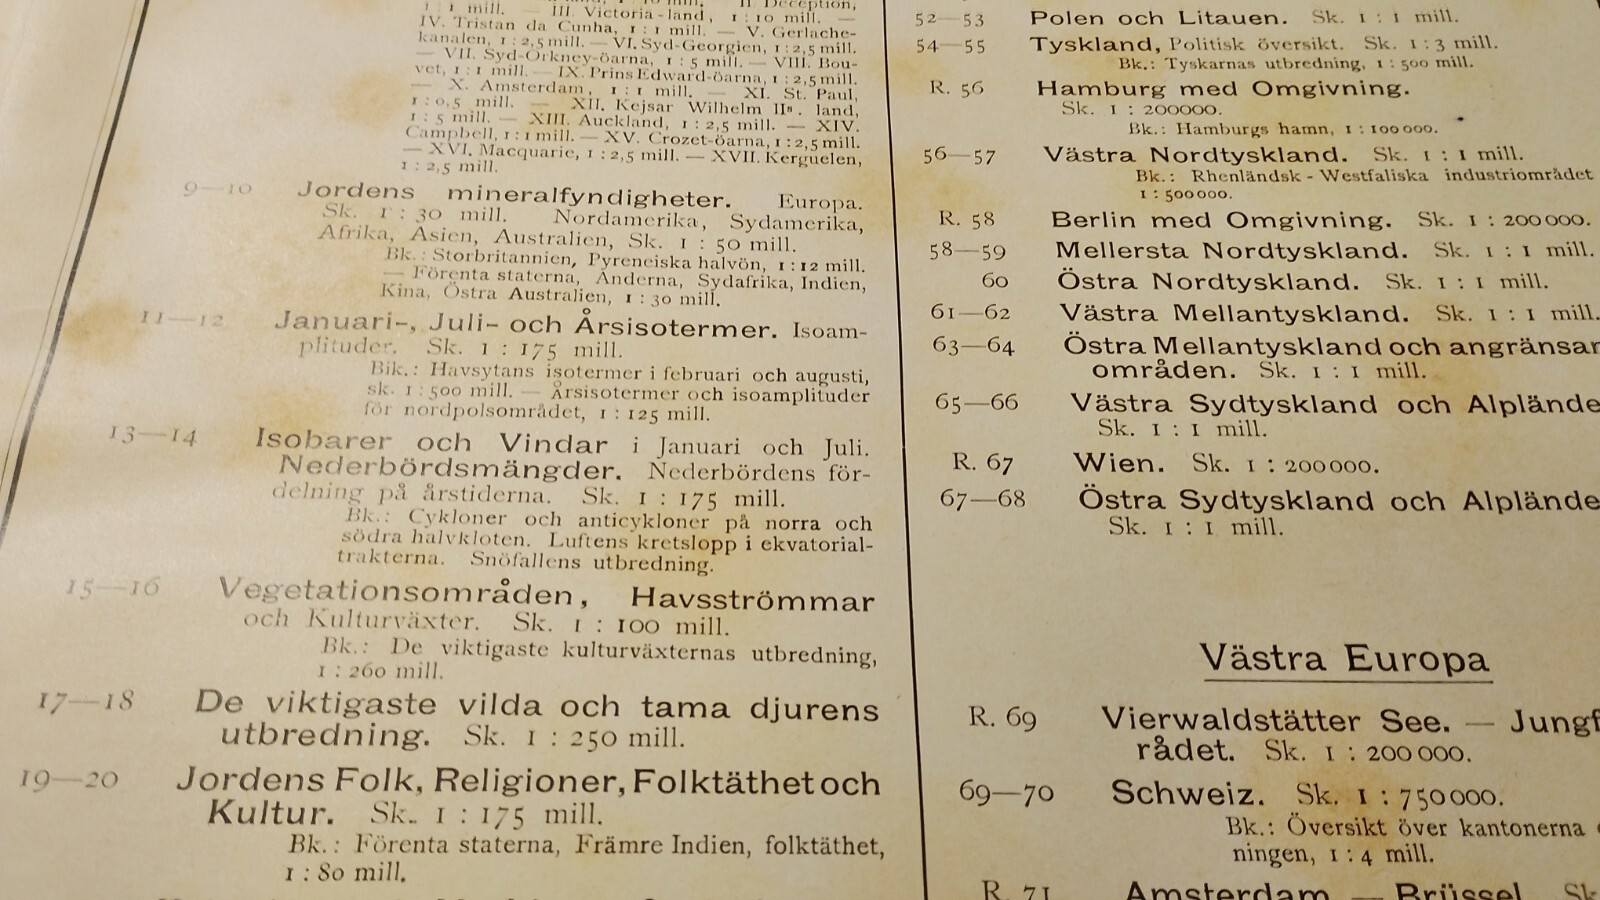 II Deception,
1 : 1 mill. — III. Victoria-land, 1 : 10 mill. —
IV. Tristan da Cunha, 1 : 1 mill. — V. Gerlache-
kanalen, 1 : 2,5 mill. — VI. Syd-Georgien, 1 : 2,5 mill.
— VII. Syd-Orkney-öarna, 1 : 5 mill. — VIII. Bou-
vet, 1 : 1 mill. — IX. Prins Edward-öarna, 1 : 2,5 mill.
— X. Amsterdam, 1 : 1 mill. — XI. St. Paul,
1 : 0,5 mill. — XII. Kejsar Wilhelm IIs. land,
1 : 5 mill. — XIII. Auckland, 1 : 2,5 mill. — XIV.
Campbell, 1 : 1 mill. — XV. Crozet-öarna, 1 : 2,5 mill.
— XVI. Macquarie, 1 : 2,5 mill. — XVII. Kerguelen,
1 : 2,5 mill.
9—10 Jordens mineralfyndigheter. Europa.
Sk. 1 : 30 mill. Nordamerika, Sydamerika,
Afrika, Asien, Australien, Sk. 1 : 50 mill.
Bk.: Storbritannien, Pyreneiska halvön, 1 : 12 mill.
— Förenta staterna, Anderna, Sydafrika, Indien,
Kina, Östra Australien, 1 : 30 mill.
11—12 Januari-, Juli- och Årsisotermer. Isoam-
plituder. Sk. 1 : 175 mill.
Bik.: Havsytans isotermer i februari och augusti,
sk. 1 : 500 mill. — Årsisotermer och isoamplituder
för nordpolsområdet, 1 : 125 mill.
13—14 Isobarer och Vindar i Januari och Juli.
Nederbördsmängder. Nederbördens för-
delning på årstiderna. Sk. 1 : 175 mill.
Bk.: Cykloner och anticykloner på norra och
södra halvkloten. Luftens kretslopp i ekvatorial-
trakterna. Snöfallens utbredning.
15—16 Vegetationsområden, Havsströmmar
och Kulturväxter. Sk. 1 : 100 mill.
Bk.: De viktigaste kulturväxternas utbredning,
1 : 260 mill.
17—18 De viktigaste vilda och tama djurens
utbredning. Sk. 1 : 250 mill.
19—20 Jordens Folk, Religioner, Folktäthet och
Kultur. Sk. 1 : 175 mill.
Bk.: Förenta staterna, Främre Indien, folktäthet,
1 : 80 mill.
52—53 Polen och Litauen. Sk. 1 : 1 mill.
54—55 Tyskland, Politisk översikt. Sk. 1 : 3 mill.
Bk.: Tyskarnas utbredning, 1 : 500 mill.
R. 56 Hamburg med Omgivning.
Sk. 1 : 200000.
Bk.: Hamburgs hamn, 1 : 100000.
56—57 Västra Nordtyskland. Sk. 1 : 1 mill.
Bk.: Rhenländsk-Westfaliska industriområdet
1 : 500000.
R. 58 Berlin med Omgivning. Sk. 1 : 200000.
58—59 Mellersta Nordtyskland. Sk. 1 : 1 mill.
60 Östra Nordtyskland. Sk. 1 : 1 mill.
61—62 Västra Mellantyskland. Sk. 1 : 1 mill.
63—64 Östra Mellantyskland och angränsan
områden. Sk. 1 : 1 mill.
65—66 Västra Sydtyskland och Alplände
Sk. 1 : 1 mill.
R. 67 Wien. Sk. 1 : 200000.
67—68 Östra Sydtyskland och Alplände
Sk. 1 : 1 mill.
Västra Europa
R. 69 Vierwaldstätter See. — Jungf
rådet. Sk. 1 : 200000.
69—70 Schweiz. Sk. 1 : 750000.
Bk.: Översikt över kantonerna
ningen, 1 : 4 mill.
R. 71 Amsterdam — Brüssel Sk